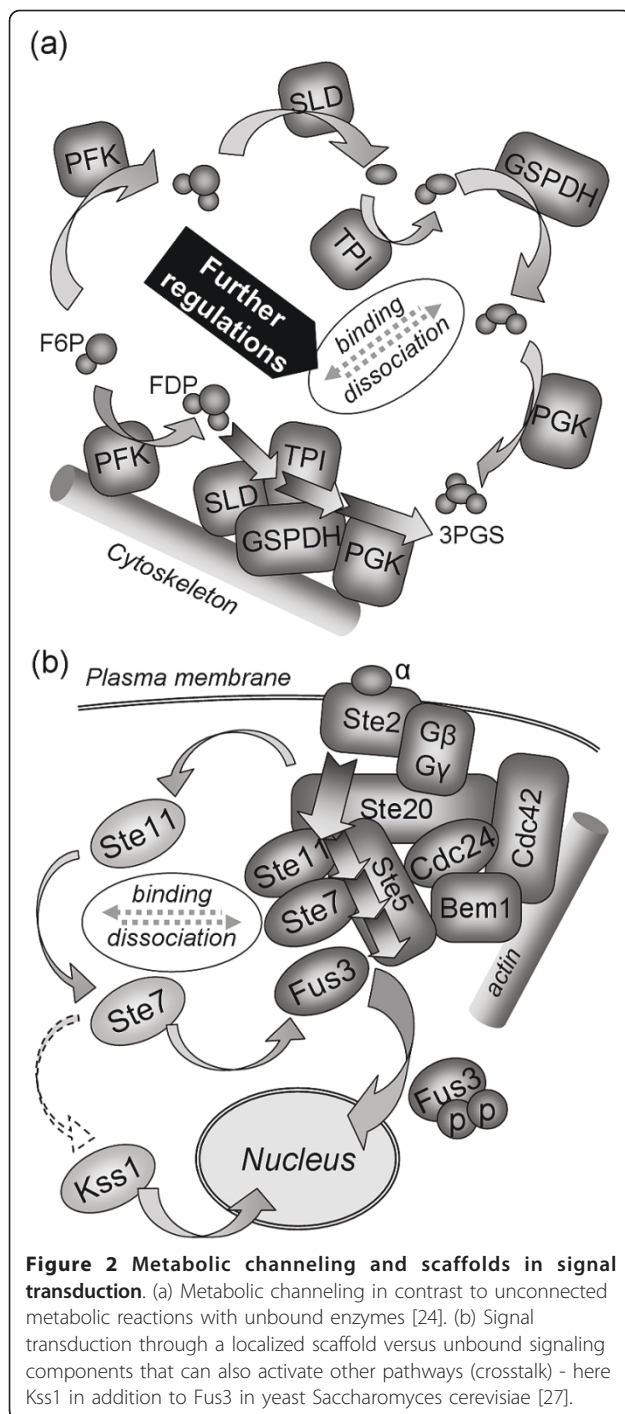 (a)
SLD
PFK
GSPDH
TPI
Further
regulations
binding
dissociation
F6P
FDP
PFK
TPI
SLD
GSPDH
PGK
PGK
3PGS
Cytoskeleton
(b)
Plasma membrane
α
Ste2
Gβ
Gγ
Ste20
Cdc42
Ste11
Ste11
Ste5
Cdc24
Ste7
Bem1
binding
dissociation
actin
Fus3
Ste7
Fus3
p p
Nucleus
Kss1
Figure 2 Metabolic channeling and scaffolds in signal
transduction. (a) Metabolic channeling in contrast to unconnected
metabolic reactions with unbound enzymes [24]. (b) Signal
transduction through a localized scaffold versus unbound signaling
components that can also activate other pathways (crosstalk) - here
Kss1 in addition to Fus3 in yeast Saccharomyces cerevisiae [27].